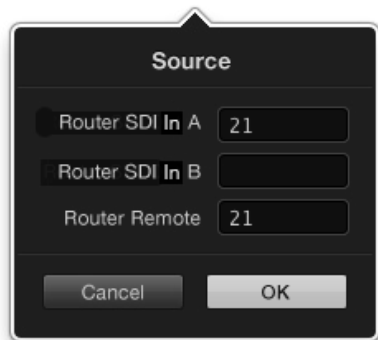 Source
Router SDI In A 21
Router SDI In B
Router Remote 21
Cancel OK